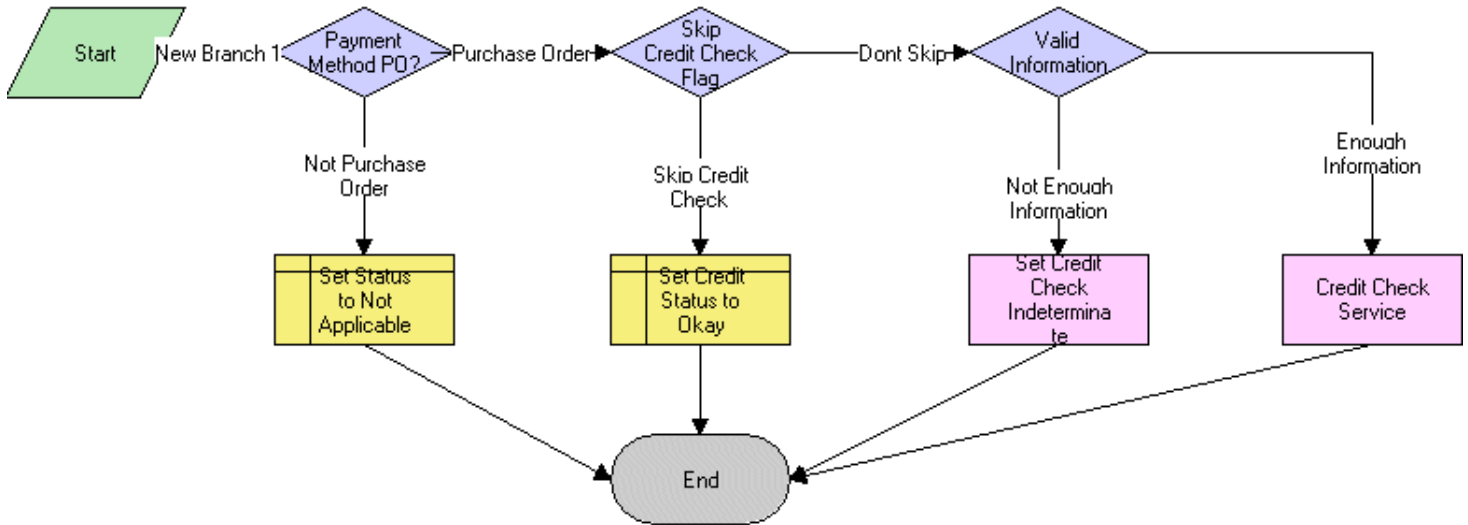 Start
New Branch 1
Payment
Method PO?
Purchase Order
Skip
Credit Check
Flag
Dont Skip
Valid
Information
Not Purchase
Order
Skip Credit
Check
Not Enough
Information
Enough
Information
Set Status
to Not
Applicable
Set Credit
Status to
Okay
Set Credit
Check
Indetermina
te
Credit Check
Service
End